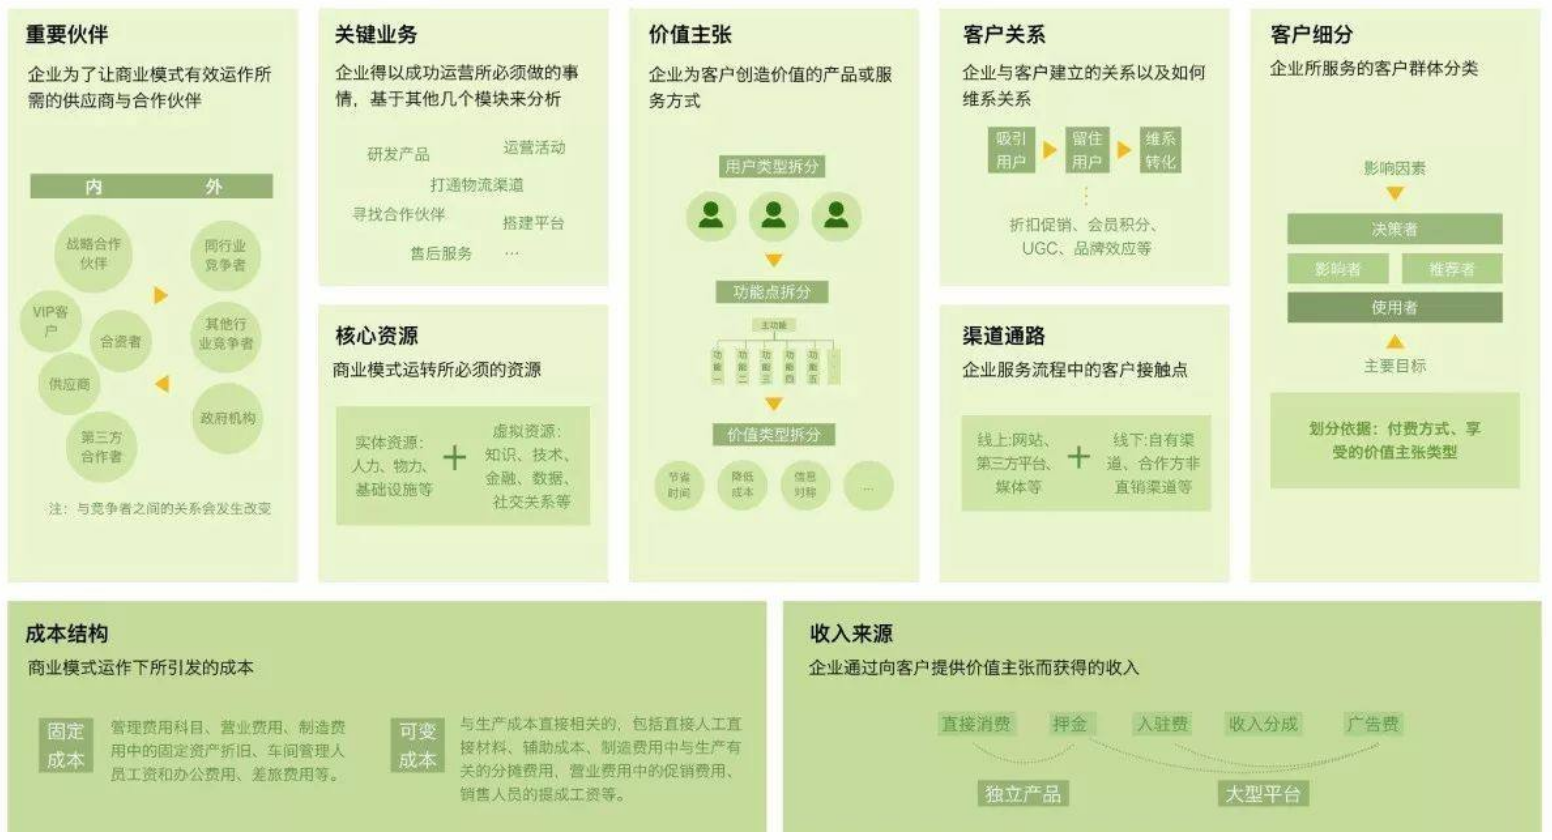 重要伙伴
企业为了让商业模式有效运作所
需的供应商与合作伙伴
内 外
战略合作
伙伴
VIP客
户
合资者
供应商
第三方
合作者
同行业
竞争者
其他行
业竞争者
政府机构
注：与竞争者之间的关系会发生改变
关键业务
企业得以成功运营所必须做的事
情，基于其他几个模块来分析
研发产品
运营活动
打通物流渠道
寻找合作伙伴
搭建平台
售后服务
...
核心资源
商业模式运转所必须的资源
实体资源：
人力、物力、
基础设施等
+
虚拟资源：
知识、技术、
金融、数据、
社交关系等
价值主张
企业为客户创造价值的产品或服
务方式
用户类型拆分
功能点拆分
主功能
功能一
功能二
功能三
功能四
功能五
...
价值类型拆分
节省
时间
降低
成本
信息
对称
...
客户关系
企业与客户建立的关系以及如何
维系关系
吸引
用户
留住
用户
维系
转化
折扣促销、会员积分、
UGC、品牌效应等
渠道通路
企业服务流程中的客户接触点
线上:网站、
第三方平台、
媒体等
+
线下:自有渠
道、合作方非
直销渠道等
客户细分
企业所服务的客户群体分类
影响因素
决策者
影响者 推荐者
使用者
主要目标
划分依据：付费方式、享
受的价值主张类型
成本结构
商业模式运作下所引发的成本
固定
成本
管理费用科目、营业费用、制造费
用中的固定资产折旧、车间管理人
员工资和办公费用、差旅费用等。
可变
成本
与生产成本直接相关的，包括直接人工直
接材料、辅助成本、制造费用中与生产有
关的分摊费用，营业费用中的促销费用、
销售人员的提成工资等。
收入来源
企业通过向客户提供价值主张而获得的收入
直接消费 押金 入驻费 收入分成 广告费
独立产品 大型平台